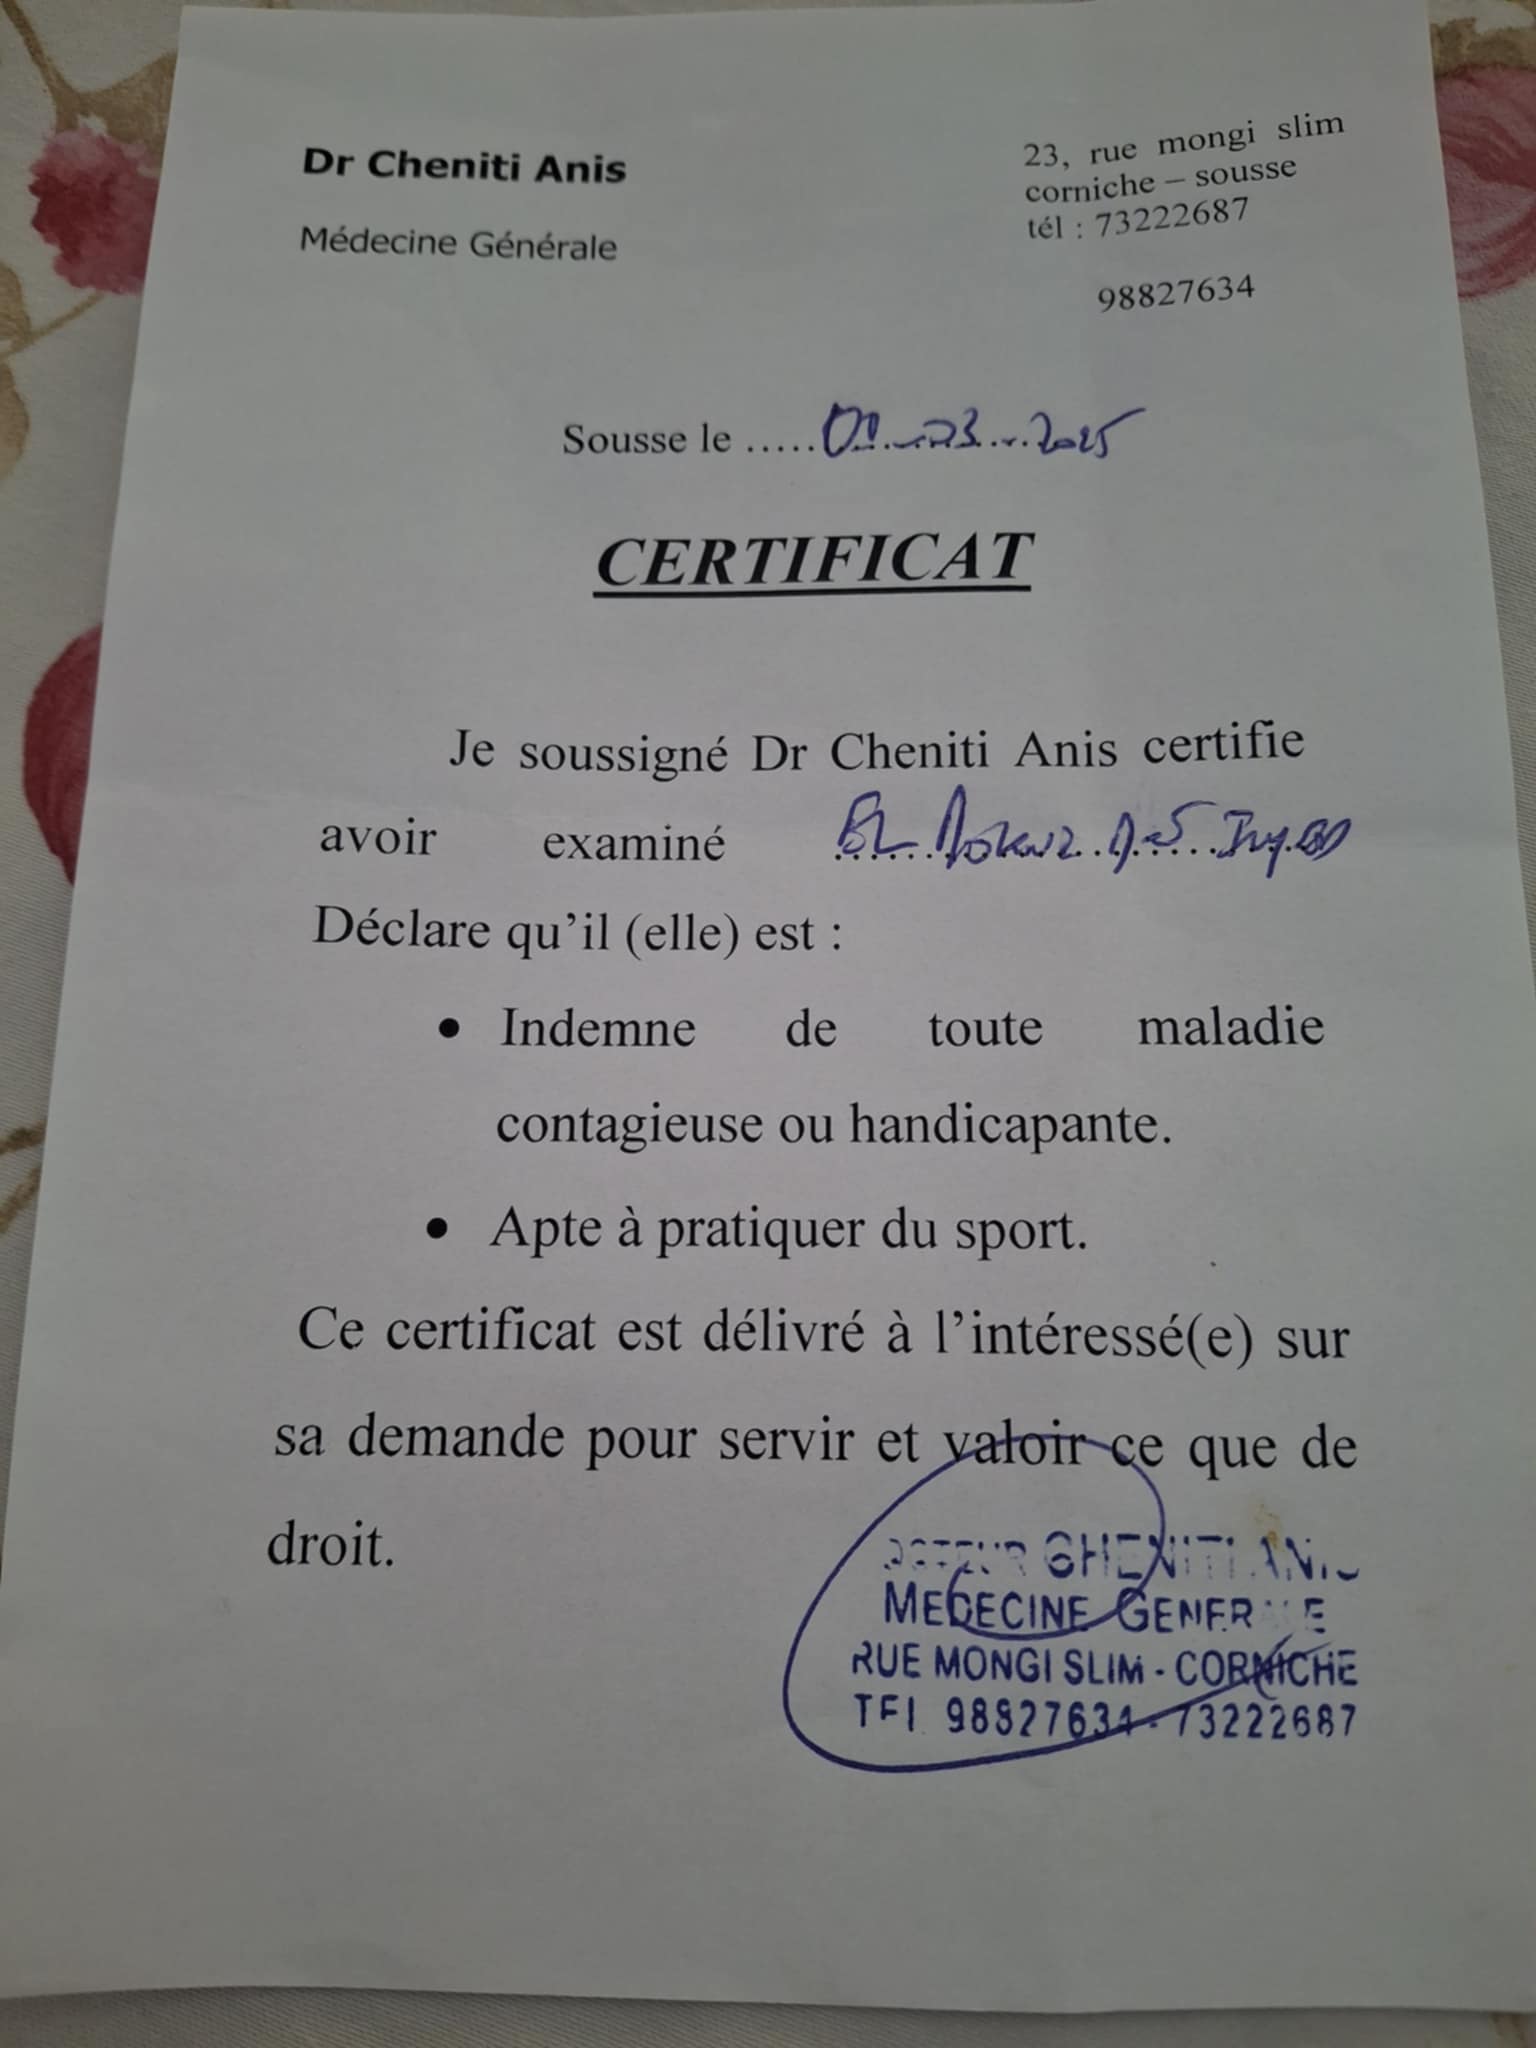 Dr Cheniti Anis
Médecine Générale
23, rue mongi slim
corniche – sousse
tél : 73222687
98827634
Sousse le ..... 2025
CERTIFICAT
Je soussigné Dr Cheniti Anis certifie
avoir examiné
Déclare qu'il (elle) est :
• Indemne de toute maladie
contagieuse ou handicapante.
• Apte à pratiquer du sport.
Ce certificat est délivré à l'intéressé(e) sur
sa demande pour servir et valoir ce que de
droit.
MEDECINE
RUE MONGI SLIM - CORNICHE
98827634 - 73222687